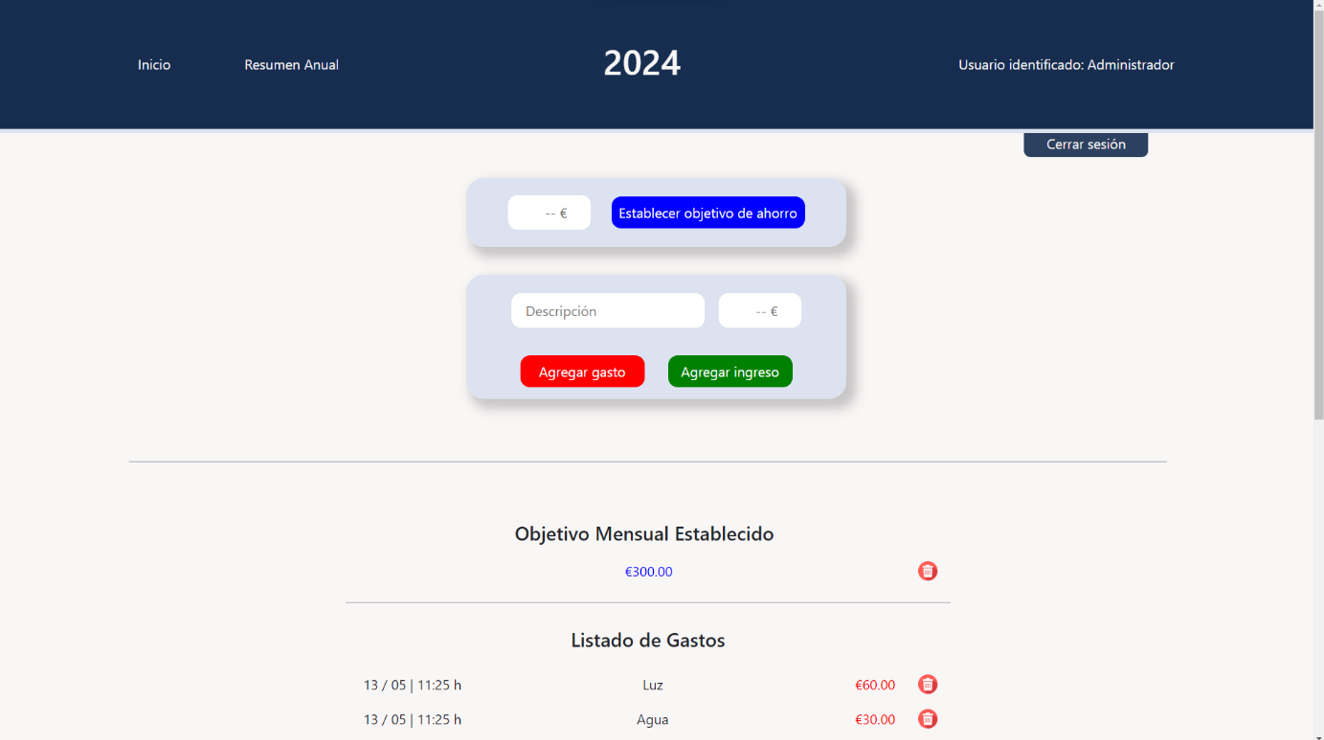 Inicio Resumen Anual 2024 Usuario identificado: Administrador
Cerrar sesión
-- € Establecer objetivo de ahorro
Descripción -- €
Agregar gasto Agregar ingreso
Objetivo Mensual Establecido
€300.00
Listado de Gastos
13 / 05 | 11:25 h Luz €60.00
13 / 05 | 11:25 h Agua €30.00